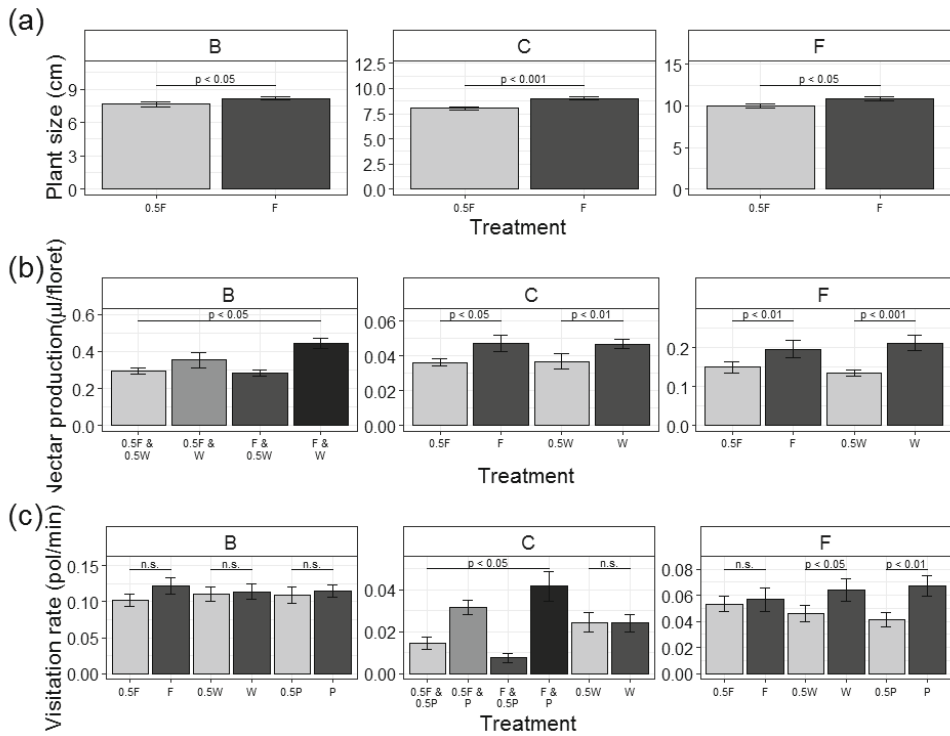 (a)
B
C
F
Plant size (cm)
9
6
3
0
p < 0.05
0.5F
F
12.5
10.0
7.5
5.0
2.5
0.0
p < 0.001
0.5F
F
15
10
5
0
p < 0.05
0.5F
F
Treatment
(b)
B
C
F
Nectar production(µl/floret)
0.6
0.4
0.2
0.0
p < 0.05
0.5F &
0.5W
0.5F &
W
F &
0.5W
F &
W
0.06
0.04
0.02
0.00
p < 0.05
p < 0.01
0.5F
F
0.5W
W
0.2
0.1
0.0
p < 0.01
p < 0.001
0.5F
F
0.5W
W
Treatment
(c)
B
C
F
Visitation rate (pol/min)
0.15
0.10
0.05
0.00
n.s.
n.s.
n.s.
0.5F
F
0.5W
W
0.5P
P
0.04
0.02
0.00
p < 0.05
n.s.
0.5F &
0.5P
0.5F &
P
F &
0.5P
F &
P
0.5W
W
0.08
0.06
0.04
0.02
0.00
n.s.
p < 0.05
p < 0.01
0.5F
F
0.5W
W
0.5P
P
Treatment